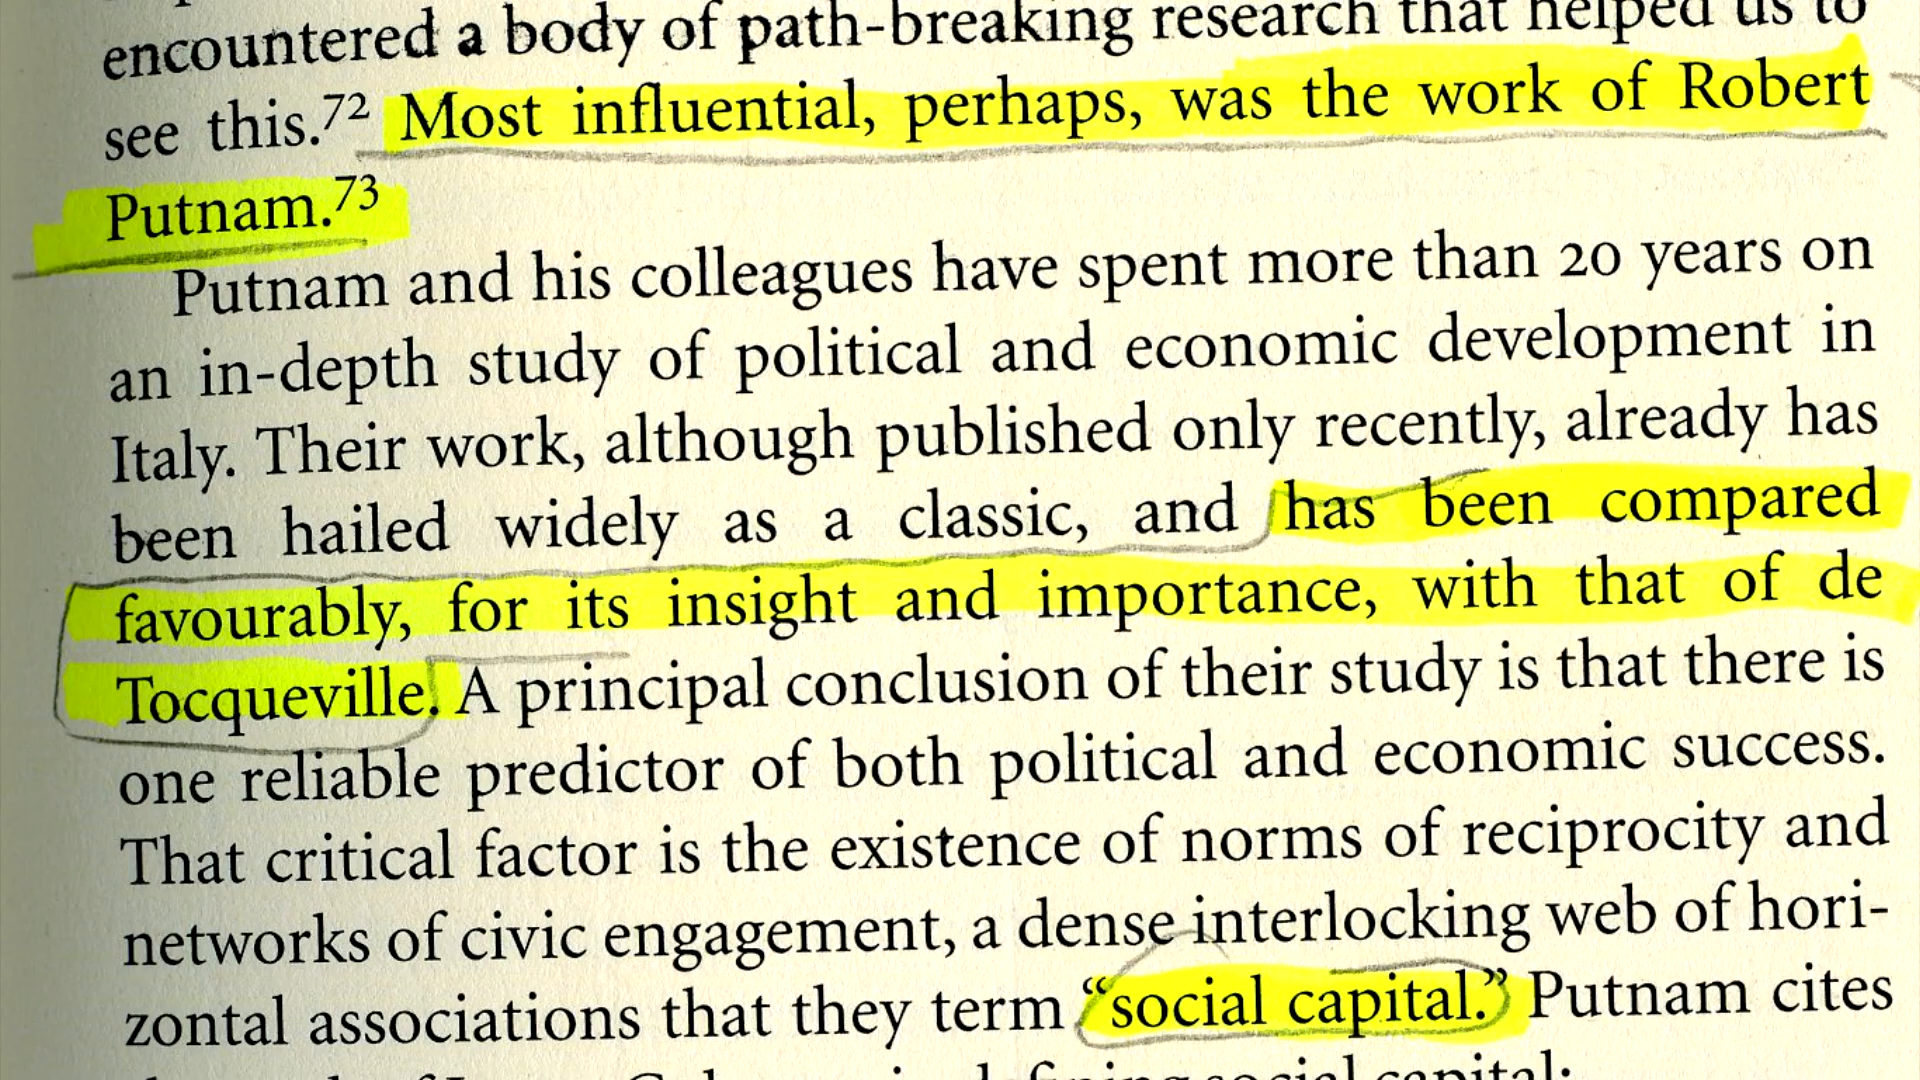 encountered a body of path-breaking research that helped us to
see this.72 Most influential, perhaps, was the work of Robert
Putnam.73
Putnam and his colleagues have spent more than 20 years on
an in-depth study of political and economic development in
Italy. Their work, although published only recently, already has
been hailed widely as a classic, and has been compared
favourably, for its insight and importance, with that of de
Tocqueville. A principal conclusion of their study is that there is
one reliable predictor of both political and economic success.
That critical factor is the existence of norms of reciprocity and
networks of civic engagement, a dense interlocking web of hori-
zontal associations that they term “social capital.” Putnam cites
defining social capital: